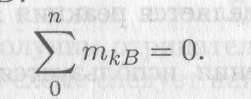 $$\sum_{0}^{n} m_{kB} = 0.$$